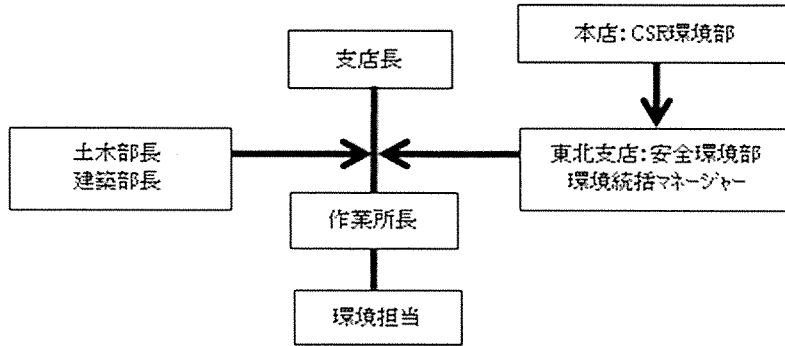 本店:CSR環境部
支店長
土木部長
建築部長
東北支店:安全環境部
環境統括マネージャー
作業所長
環境担当